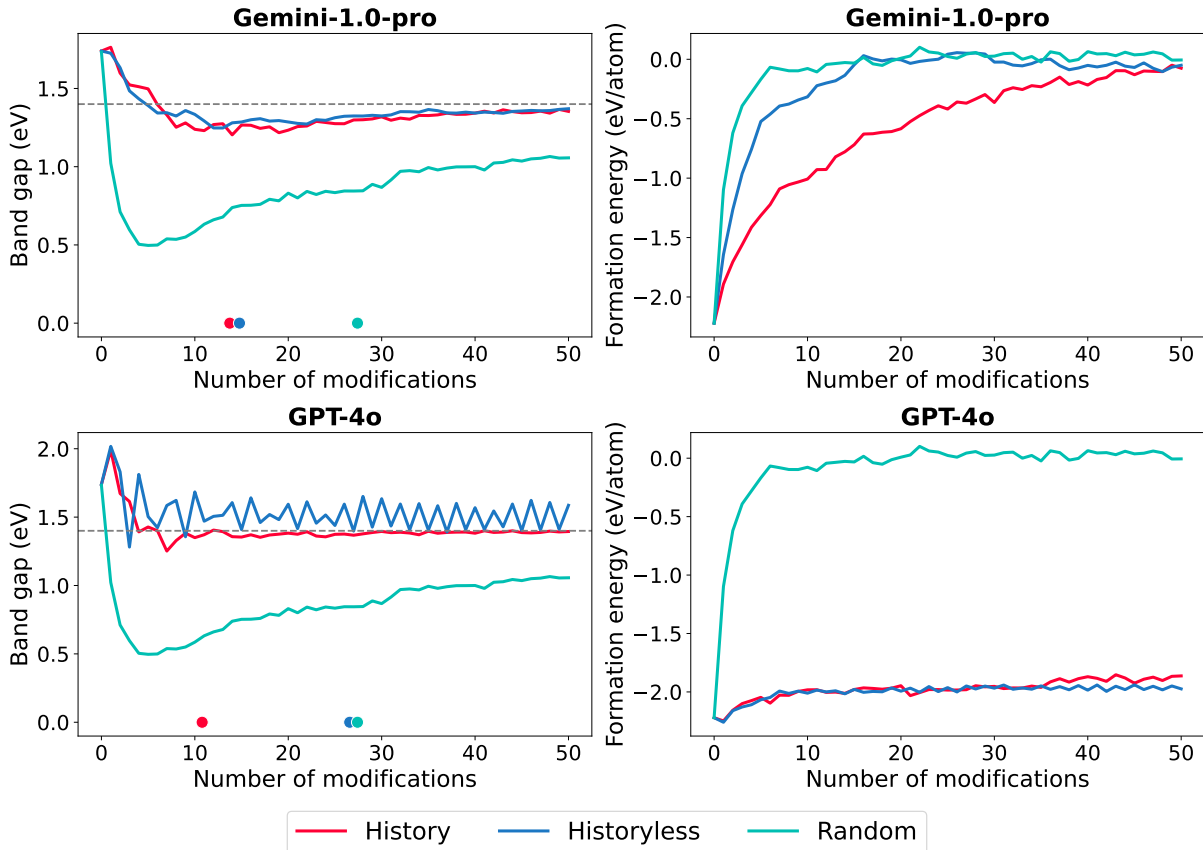 Gemini-1.0-pro
Band gap (eV)
1.5
1.0
0.5
0.0
0 10 20 30 40 50
Number of modifications
Gemini-1.0-pro
Formation energy (eV/atom)
0.0
−0.5
−1.0
−1.5
−2.0
0 10 20 30 40 50
Number of modifications
GPT-4o
Band gap (eV)
2.0
1.5
1.0
0.5
0.0
0 10 20 30 40 50
Number of modifications
GPT-4o
Formation energy (eV/atom)
0.0
−0.5
−1.0
−1.5
−2.0
0 10 20 30 40 50
Number of modifications
History Historyless Random